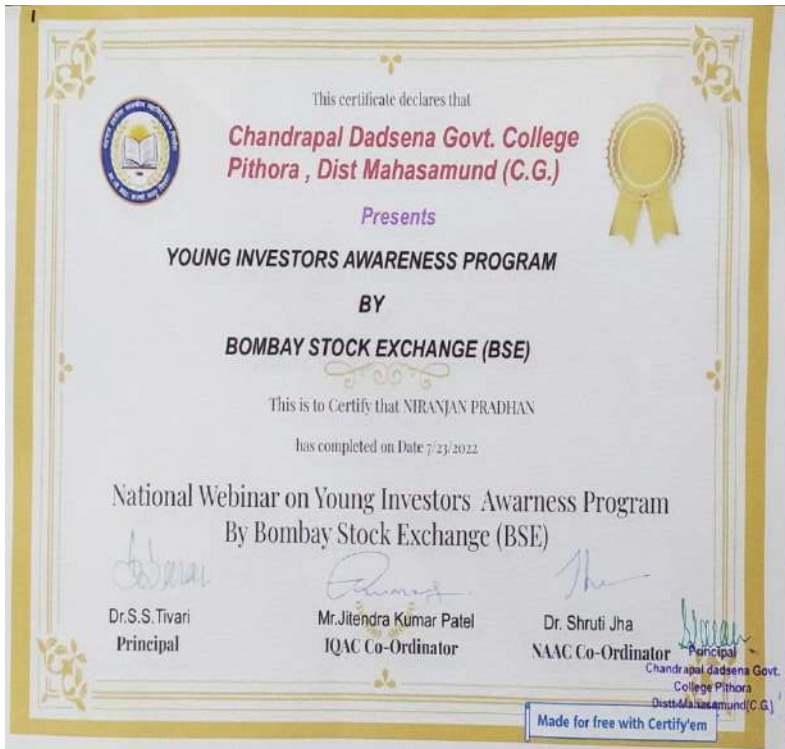 This certificate declares that
Chandrapal Dadsena Govt. College
Pithora , Dist Mahasamund (C.G.)
Presents
YOUNG INVESTORS AWARENESS PROGRAM
BY
BOMBAY STOCK EXCHANGE (BSE)
This is to Certify that NIRANJAN PRADHAN
has completed on Date 7/23/2022
National Webinar on Young Investors Awarness Program
By Bombay Stock Exchange (BSE)
Dr.S.S.Tivari
Principal
Mr.Jitendra Kumar Patel
IQAC Co-Ordinator
Dr. Shruti Jha
NAAC Co-Ordinator
Principal
Chandrapal dadsena Govt.
College Pithora
Distt-Mahasamund(C.G.)
Made for free with Certify'em